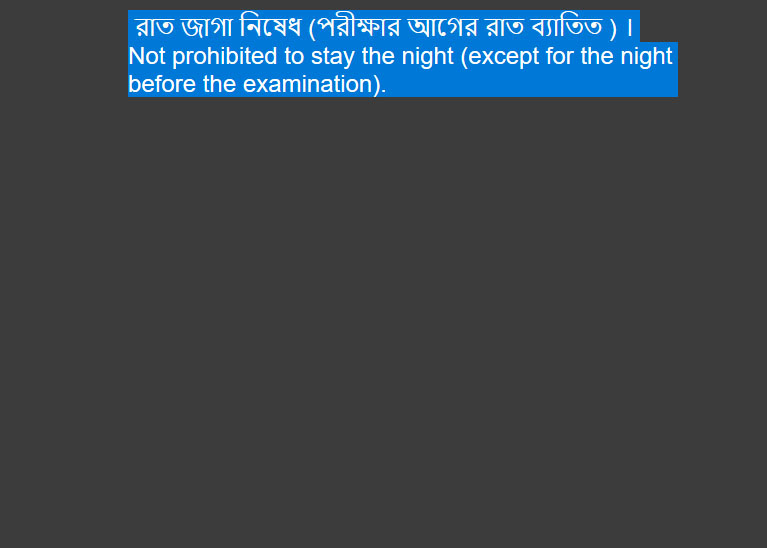 রাত জাগা নিষেধ (পরীক্ষার আগের রাত ব্যাতিত ) ।
Not prohibited to stay the night (except for the night
before the examination).